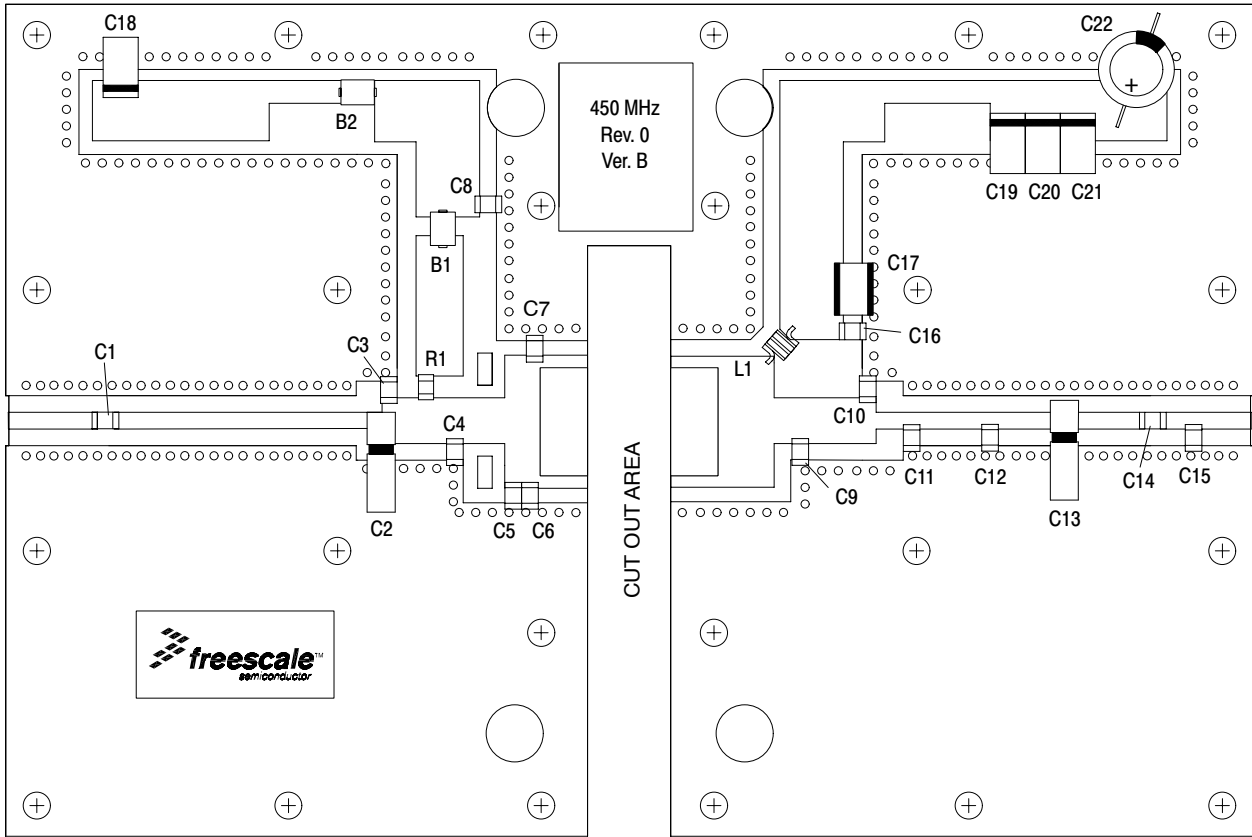 C18
C22
B2
450 MHz
Rev. 0
Ver. B
C8
C19 C20 C21
B1
C17
C7
C16
C3
R1
L1
C1
C10
C4
C11
C12
C14
C15
C9
C2
C5 C6
C13
CUT OUT AREA
+
freescale™
semiconductor